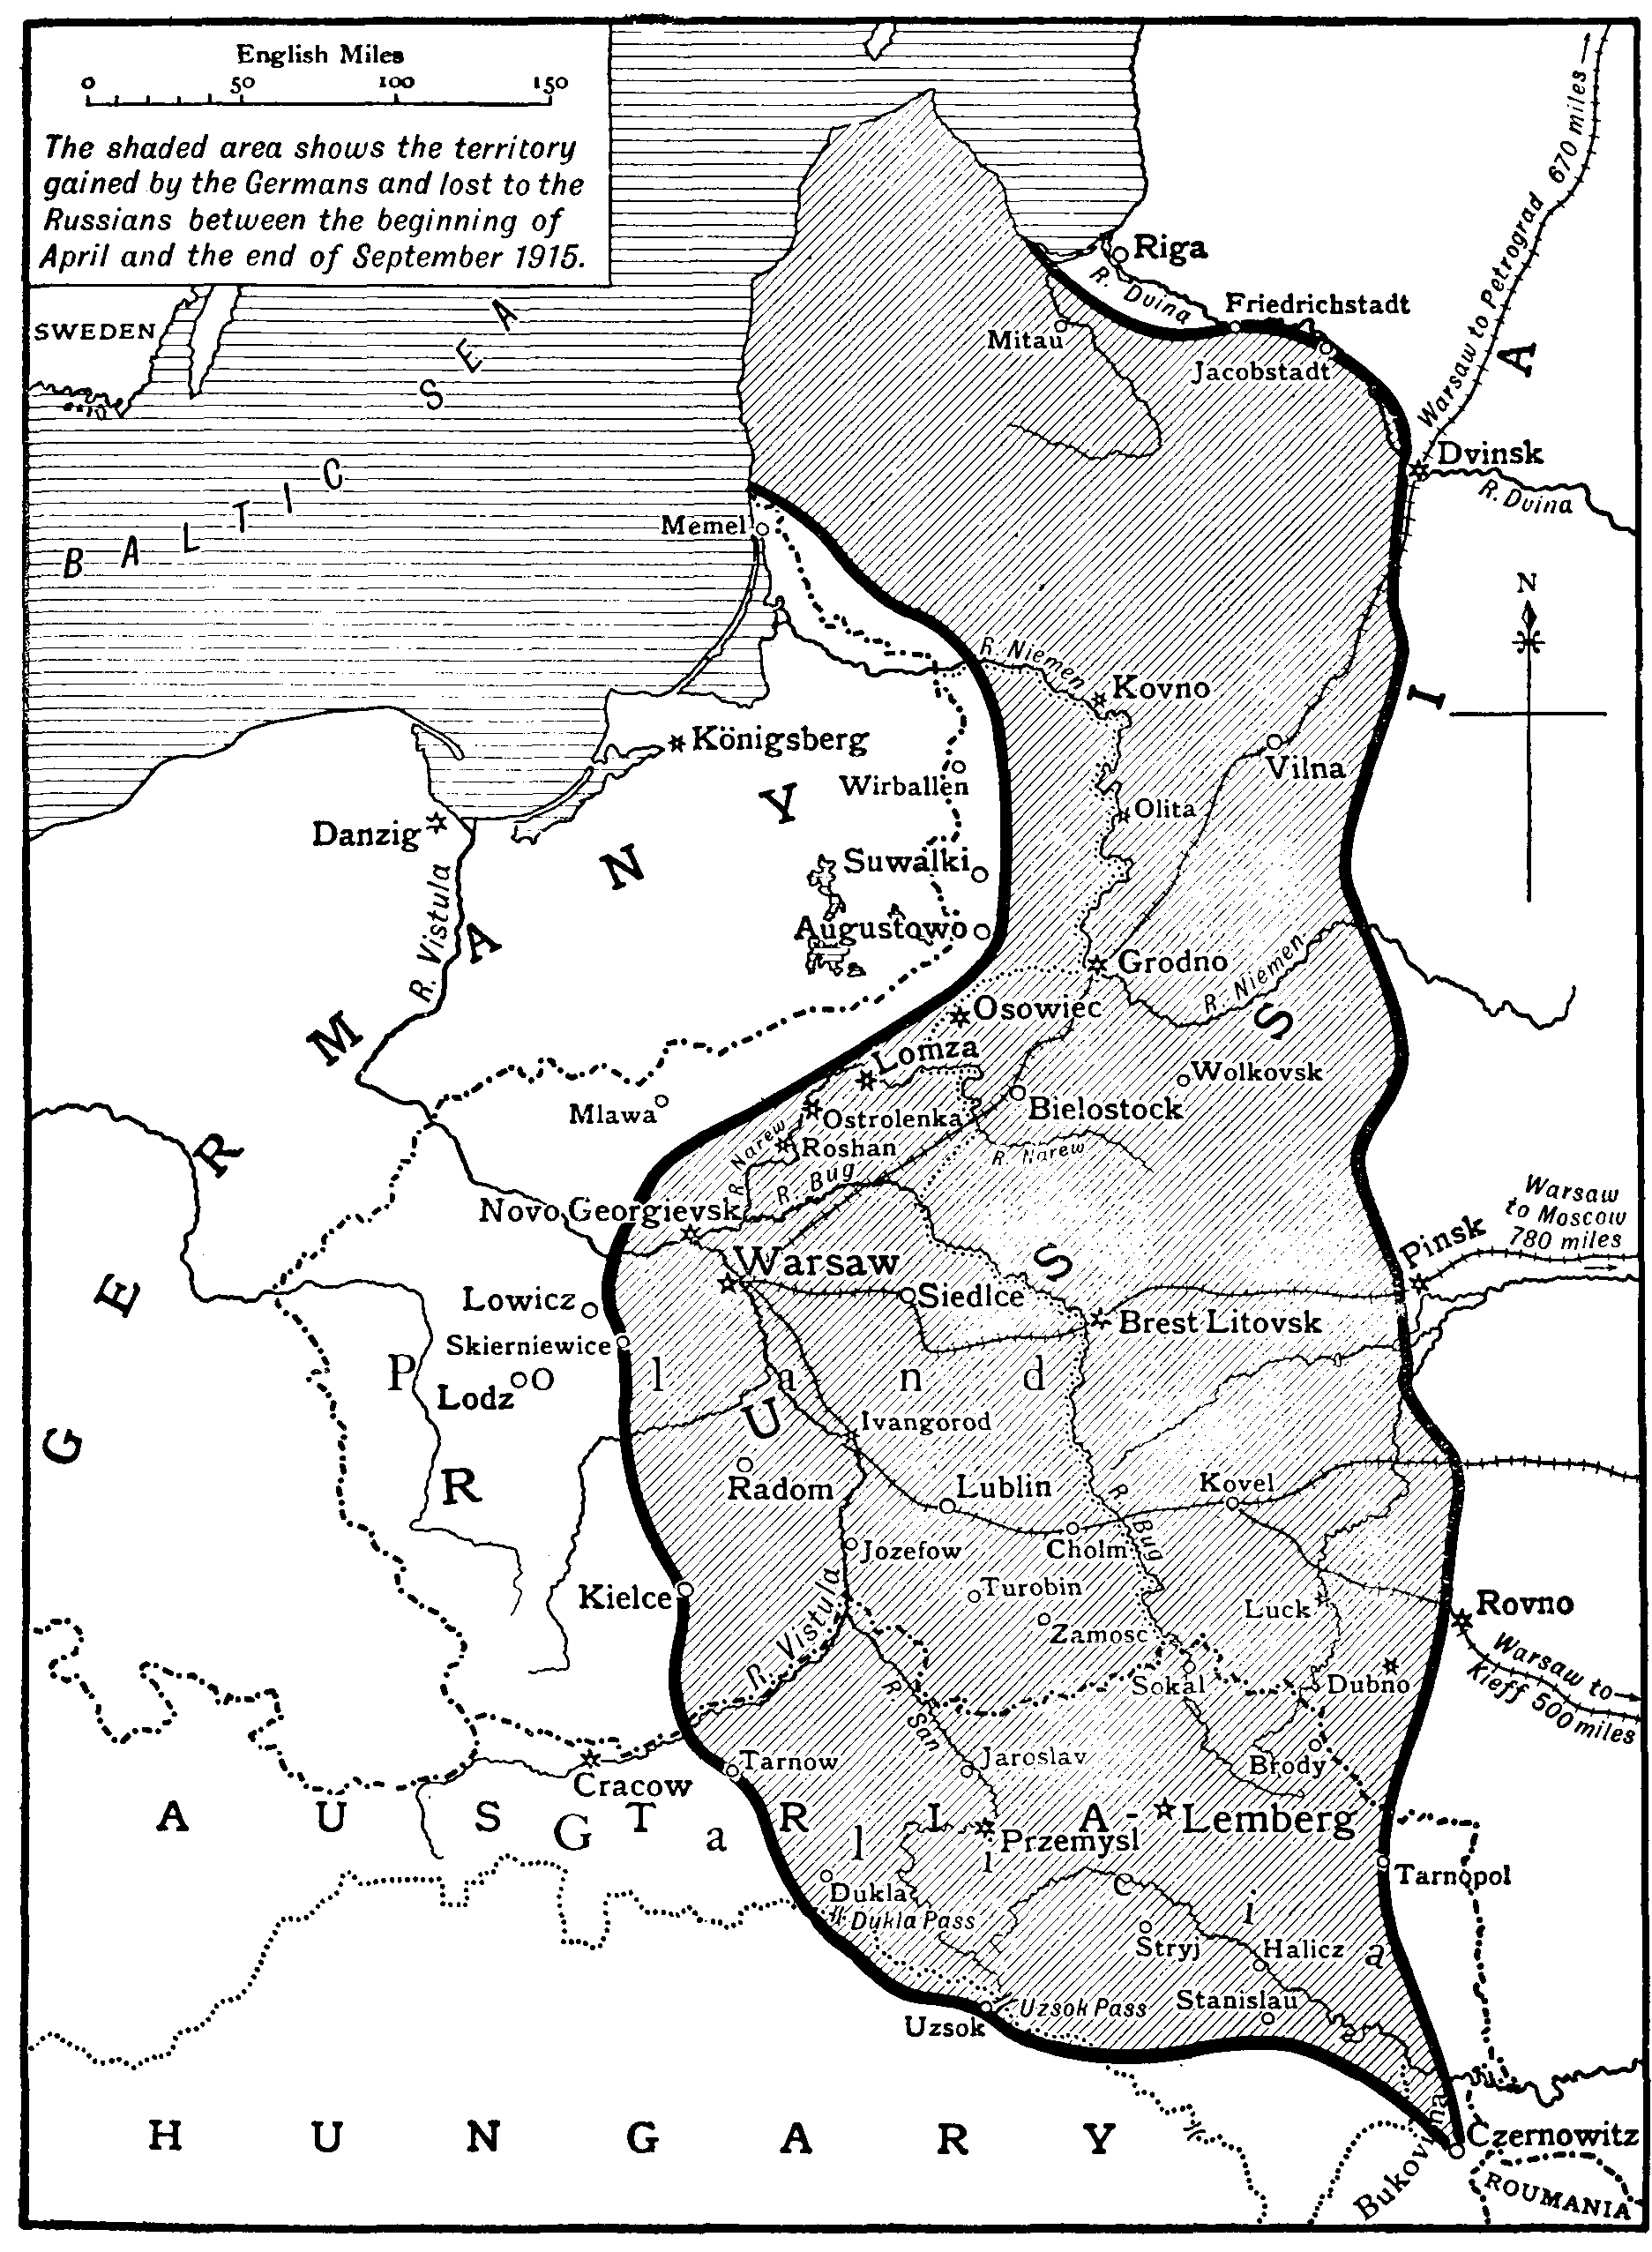 English Miles
0 50 100 150
The shaded area shows the territory
gained by the Germans and lost to the
Russians between the beginning of
April and the end of September 1915.
SWEDEN
BALTIC SEA
Riga
R. Duina
Friedrichstadt
Mitau
Jacobstadt
Warsaw to Petrograd 670 miles
Dvinsk
R. Duina
Memel
N
R. Niemen
Kovno
Königsberg
Vilna
Wirballen
Olita
Danzig
Suwalki
R. Vistula
Augustowo
Grodno
R. Niemen
Osowiec
Lomza
Wolkovsk
Mlawa
Ostrolenka
Bielostock
R. Narew
Roshan
R. Narew
R. Bug
Novo Georgievsk
Warsaw
to Moscow
780 miles
Pinsk
Warsaw
Lowicz
Siedlce
Brest Litovsk
Skierniewice
Poland
Lodz
GERMANY
RUSSIA
R
Ivangorod
Radom
Lublin
Kovel
R. Bug
Jozefow
Cholm
Kielce
Turobin
Luck
Rovno
Zamosc
R. Vistula
Warsaw to
Kieff 500 miles
Sokal
Dubno
R. San
Tarnow
Jaroslav
Brody
Cracow
AUSTRIA-
Lemberg
Galicia
Przemysl
Tarnopol
Dukla
Dukla Pass
Stryj
Halicz
Uzsok Pass
Stanislau
Uzsok
HUNGARY
Czernowitz
Bukovina
ROUMANIA